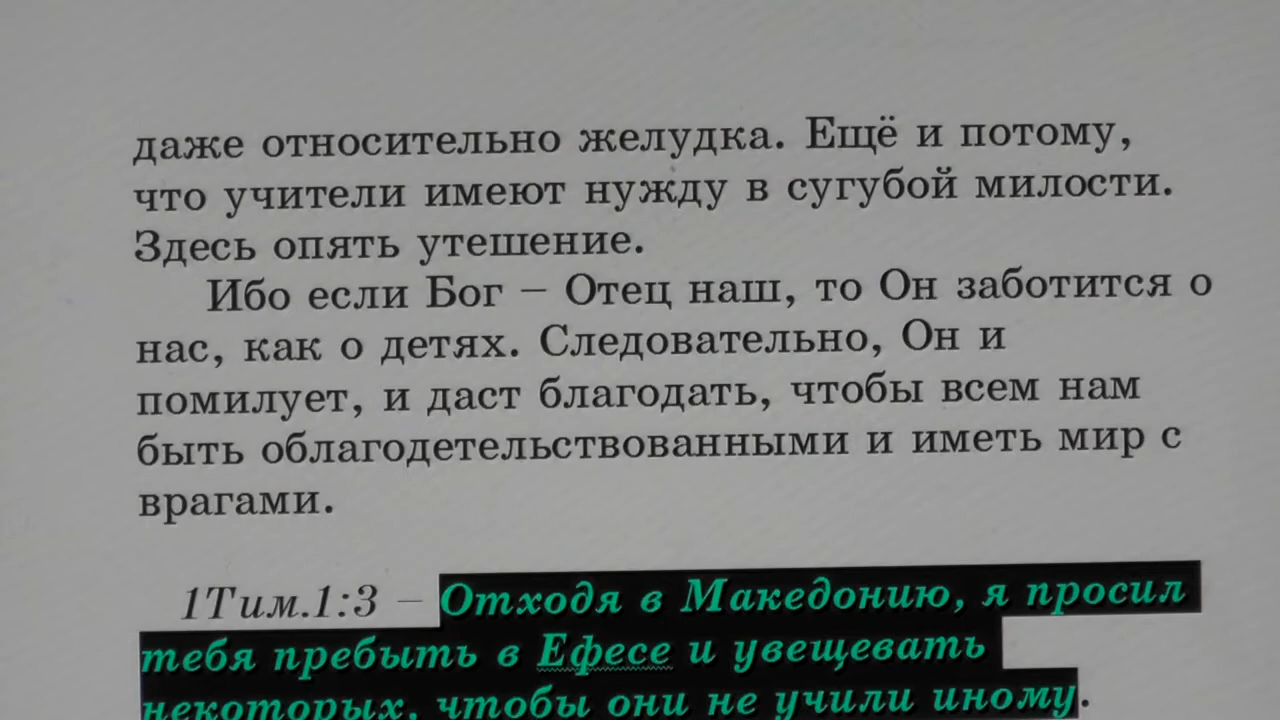 даже относительно желудка. Ещё и потому,
что учители имеют нужду в сугубой милости.
Здесь опять утешение.
Ибо если Бог – Отец наш, то Он заботится о
нас, как о детях. Следовательно, Он и
помилует, и даст благодать, чтобы всем нам
быть облагодетельствованными и иметь мир с
врагами.
1Тим.1:3 – Отходя в Македонию, я просил
тебя пребыть в Ефесе и увещевать
некоторых, чтобы они не учили иному.